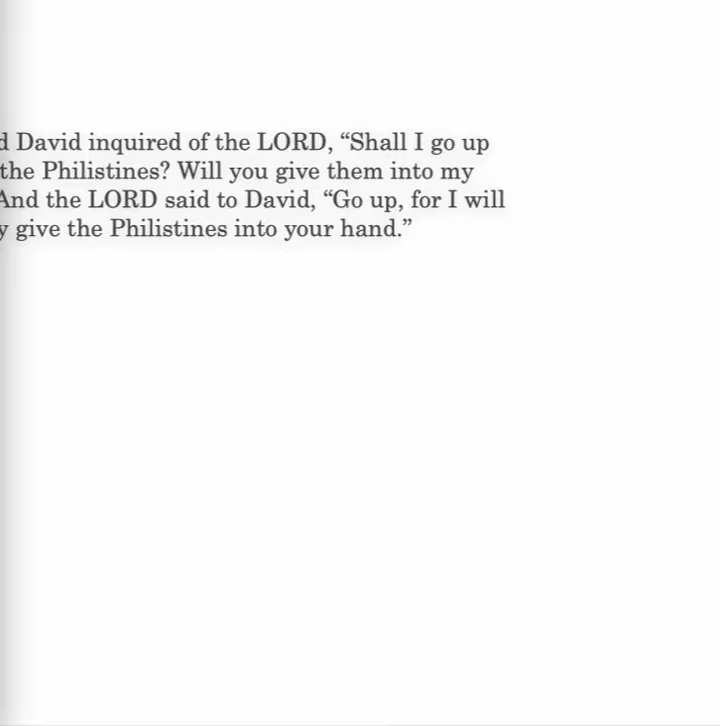 d David inquired of the LORD, “Shall I go up
the Philistines? Will you give them into my
And the LORD said to David, “Go up, for I will
y give the Philistines into your hand.”